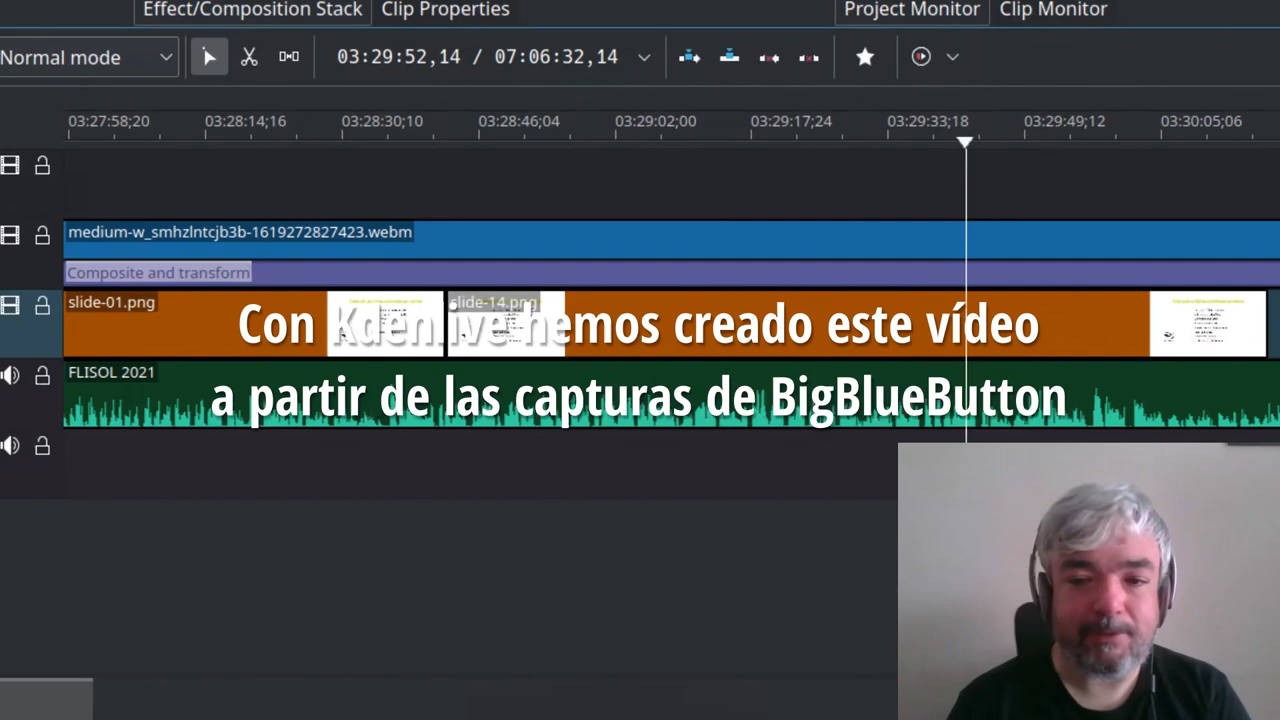 Effect/Composition Stack Clip Properties Project Monitor Clip Monitor
Normal mode 03:29:52,14 / 07:06:32,14
03:27:58;20 03:28:14;16 03:28:30;10 03:28:46;04 03:29:02;00 03:29:17;24 03:29:33;18 03:29:49;12 03:30:05;06
medium-w_smhzlntcjb3b-1619272827423.webm
Composite and transform
slide-01.png slide-14.png
Con Kdenlive hemos creado este vídeo
FLISOL 2021
a partir de las capturas de BigBlueButton